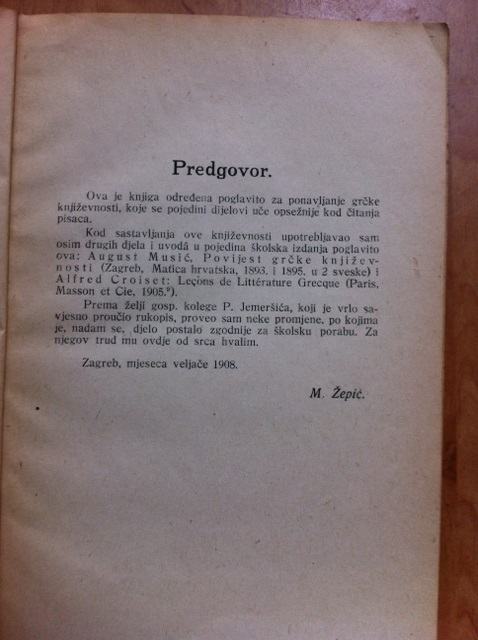 Predgovor.
Ova je knjiga određena poglavito za ponavljanje grčke
književnosti, koje se pojedini dijelovi uče opsežnije kod čitanja
pisaca.
Kod sastavljanja ove književnosti upotrebljavao sam
osim drugih djela i uvodâ u pojedina školska izdanja poglavito
ova: August Musić, Povijest grčke književ-
nosti (Zagreb, Matica hrvatska, 1893. i 1895. u 2 sveske) i
Alfred Croiset: Leçons de Littérature Grecque (Paris,
Masson et Cie, 1905.⁹).
Prema želji gosp. kolege P. Jemeršića, koji je vrlo sa-
vjesno proučio rukopis, proveo sam neke promjene, po kojima
je, nadam se, djelo postalo zgodnije za školsku porabu. Za
njegov trud mu ovdje od srca hvalim.
Zagreb, mjeseca veljače 1908.
M. Žepić.